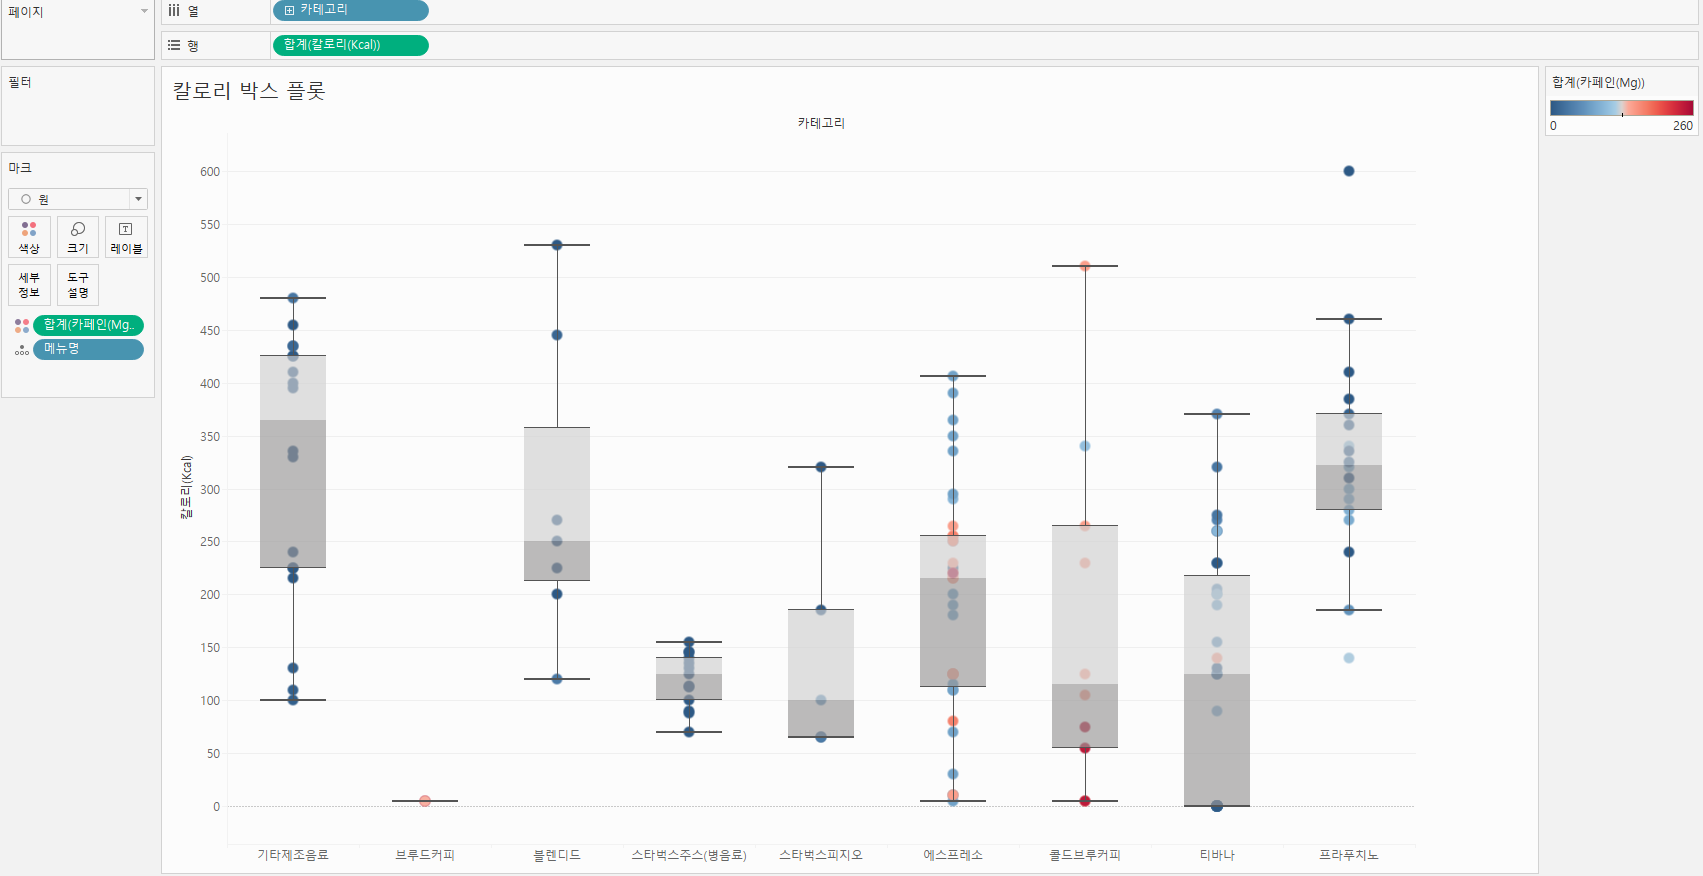 페이지
열
카테고리
행
합계(칼로리(Kcal))
필터
마크
원
색상
크기
레이블
세부
정보
도구
설명
합계(카페인(Mg..
메뉴명
칼로리 박스 플롯
카테고리
칼로리(Kcal)
600
550
500
450
400
350
300
250
200
150
100
50
0
기타제조음료
브루드커피
블렌디드
스타벅스주스(병음료)
스타벅스피지오
에스프레소
콜드브루커피
티바나
프라푸치노
합계(카페인(Mg))
0
260